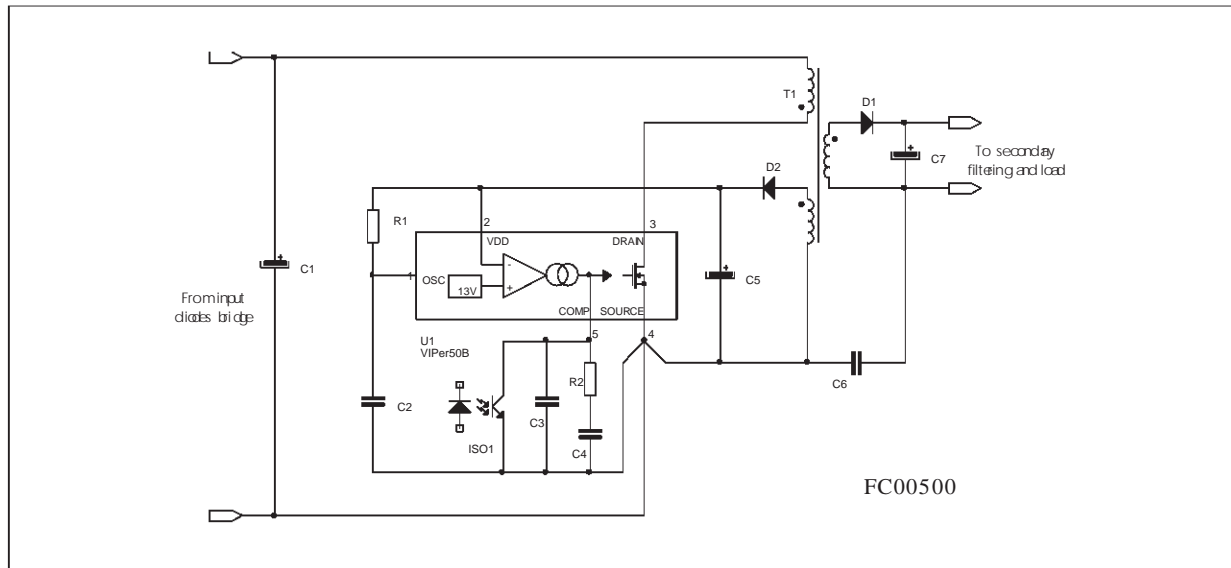 T1
D1
C7
To secondary
filtering and load
D2
R1
2
3
VDD
DRAIN
C1
1
OSC
-
+
13V
C5
From input
diodes bridge
COMP
SOURCE
U1
VIPer50B
5
4
R2
C6
C2
C3
ISO1
C4
FC00500